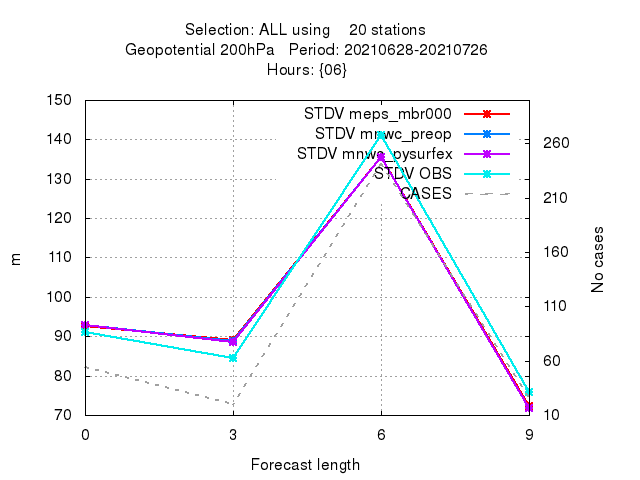 Selection: ALL using    20 stations
Geopotential 200hPa   Period: 20210628-20210726
Hours: {06}
STDV meps_mbr000
STDV mnwc_preop
STDV mnwc_pysurfex
STDV OBS
CASES
150
140
130
120
110
100
90
80
70
260
210
160
110
60
10
m
No cases
0 3 6 9
Forecast length